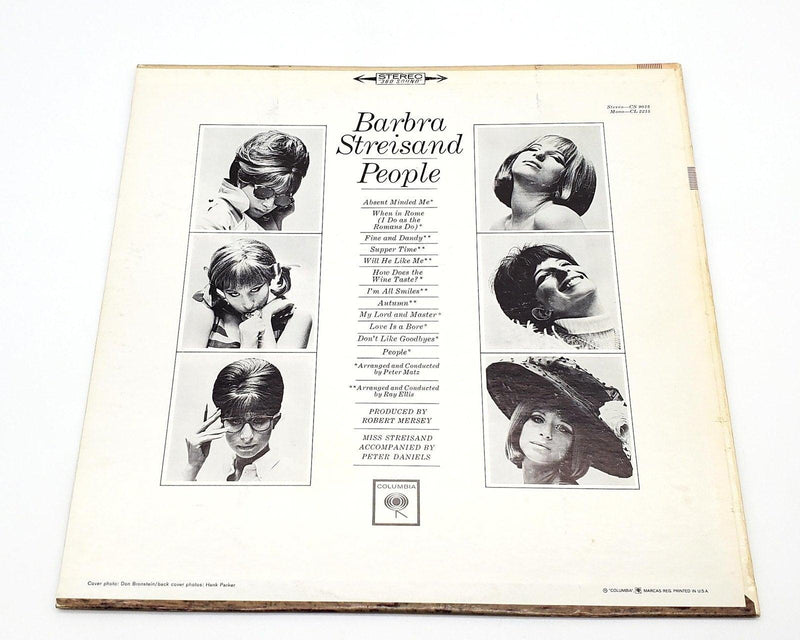 STEREO
"360 SOUND"
Stereo—CS 9015
Mono—CL 2215
Barbra
Streisand
People
Absent Minded Me*
When in Rome
(I Do as the
Romans Do)*
Fine and Dandy**
Supper Time**
Will He Like Me**
How Does the
Wine Taste?*
I'm All Smiles**
Autumn**
My Lord and Master*
Love Is a Bore*
Don't Like Goodbyes*
People*
*Arranged and Conducted
by Peter Matz
**Arranged and Conducted
by Ray Ellis
PRODUCED BY
ROBERT MERSEY
MISS STREISAND
ACCOMPANIED BY
PETER DANIELS
COLUMBIA
Cover photo: Don Bronstein/back cover photos: Hank Parker
® "COLUMBIA", MARCAS REG. PRINTED IN U.S.A.